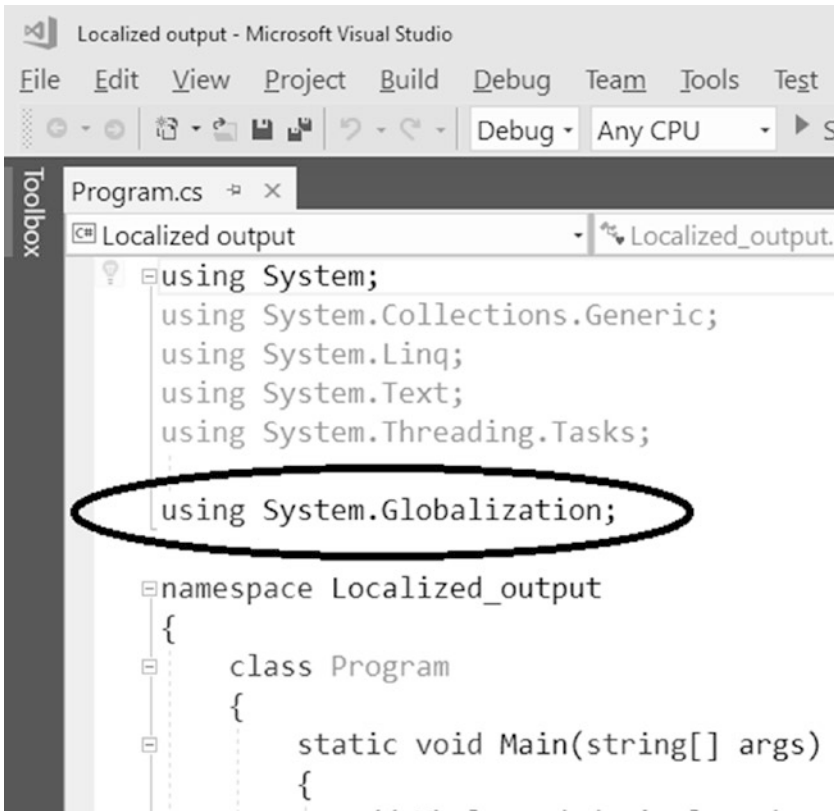 Localized output - Microsoft Visual Studio
File Edit View Project Build Debug Team Tools Test
Debug Any CPU S
Toolbox
Program.cs
C# Localized output Localized_output.
using System;
using System.Collections.Generic;
using System.Linq;
using System.Text;
using System.Threading.Tasks;
using System.Globalization;
namespace Localized_output
{
class Program
{
static void Main(string[] args)
{